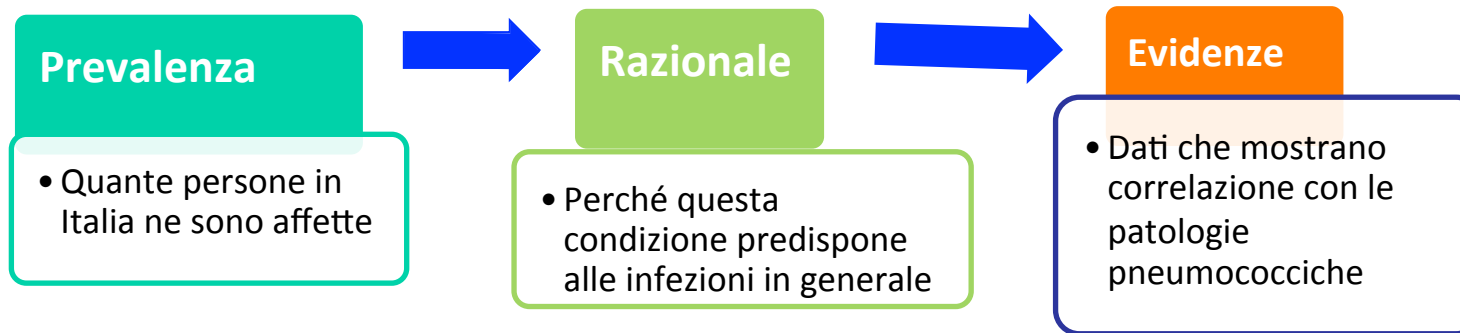 Prevalenza
• Quante persone in
Italia ne sono affette
Razionale
• Perché questa
condizione predispone
alle infezioni in generale
Evidenze
• Dati che mostrano
correlazione con le
patologie
pneumococciche